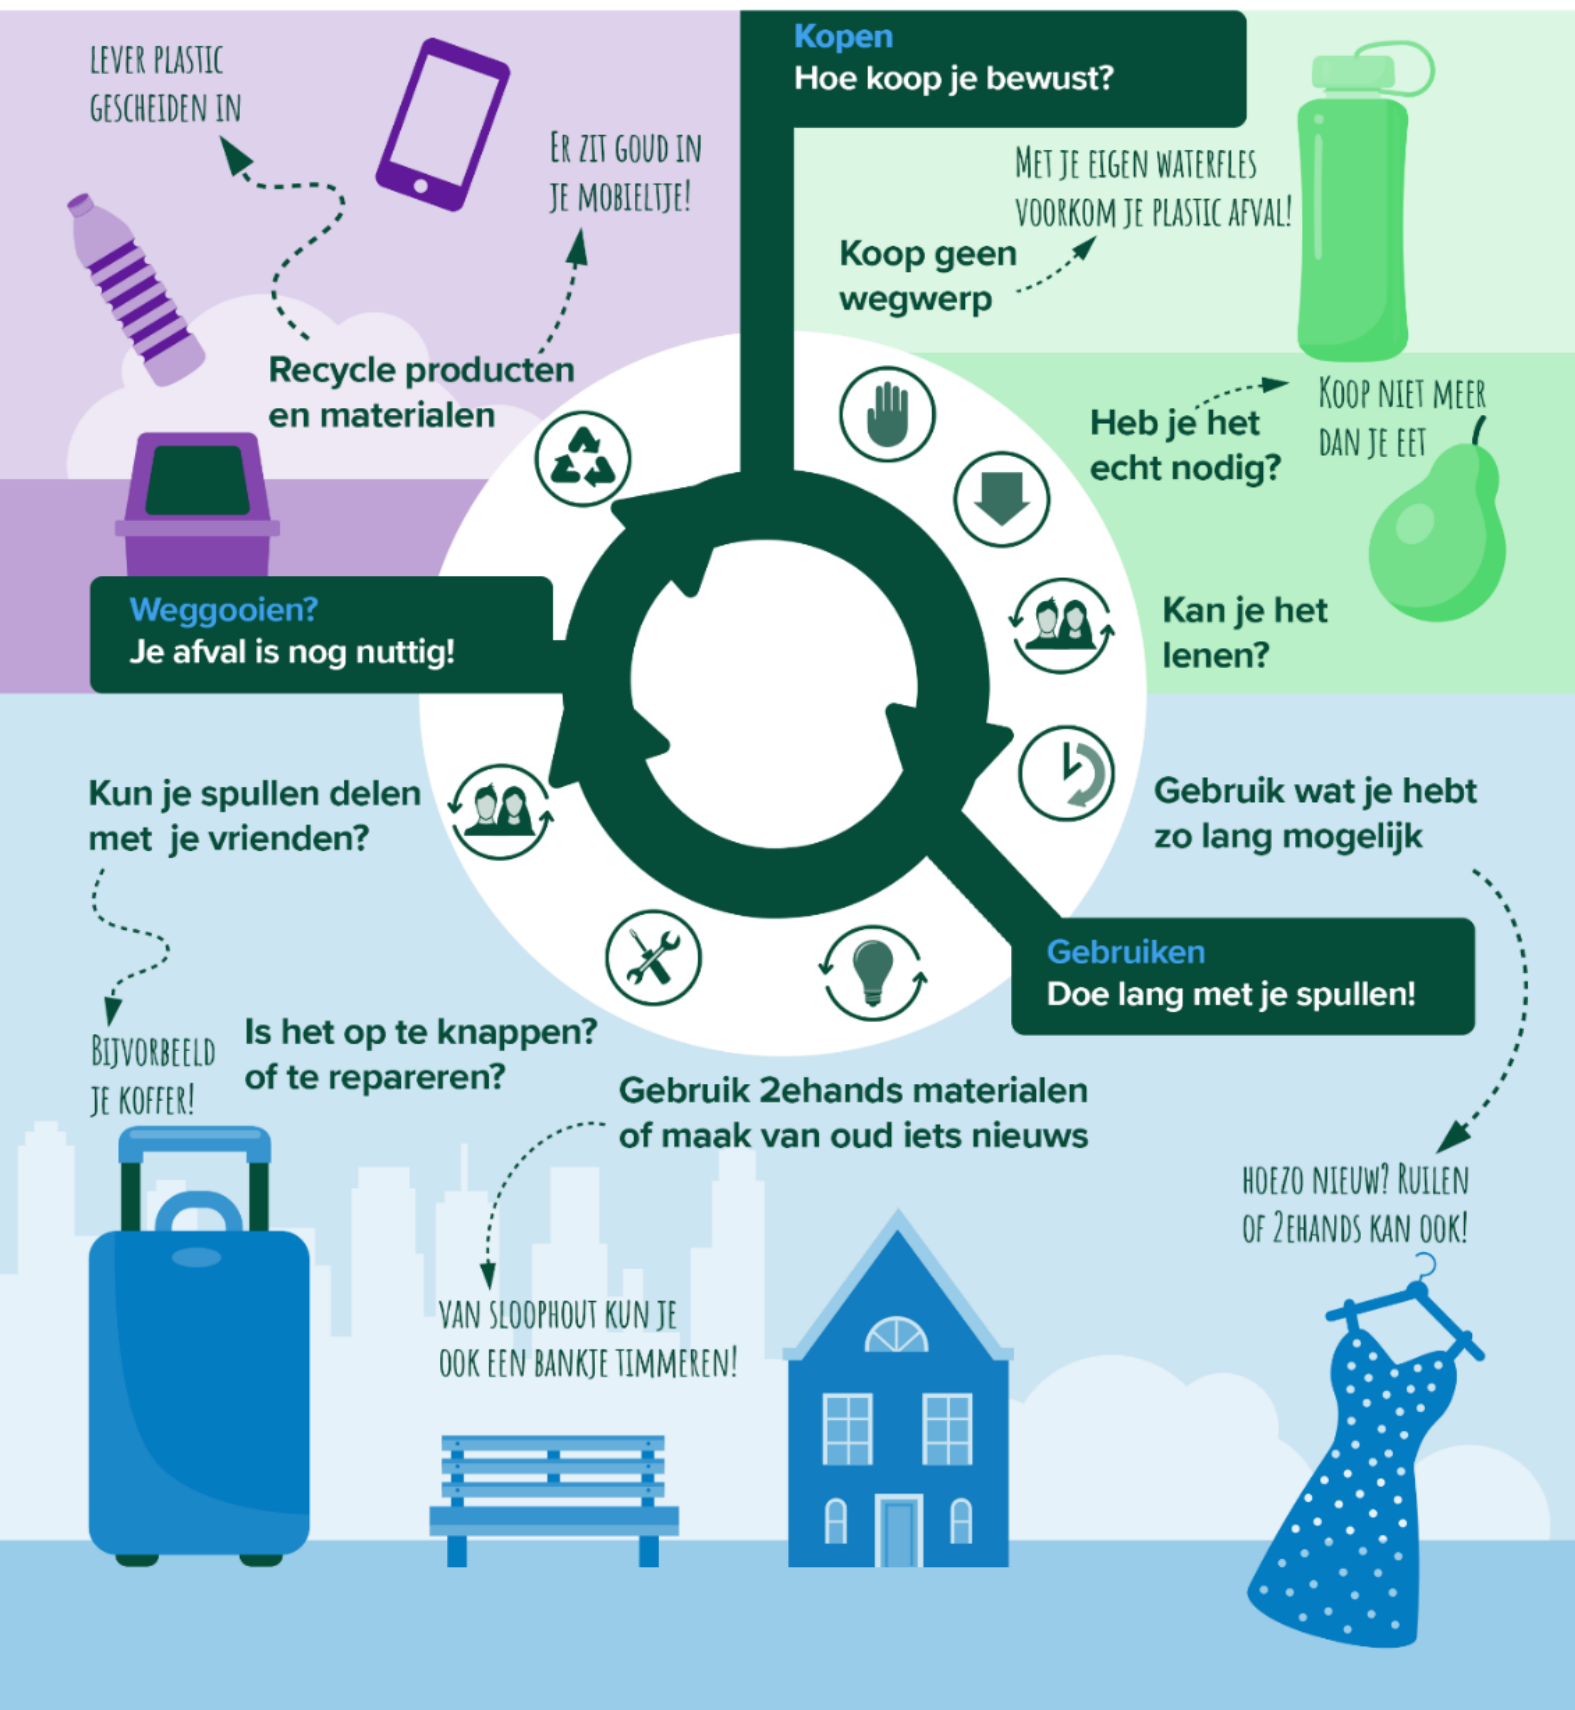 Kopen
Hoe koop je bewust?
Met je eigen waterfles
voorkom je plastic afval!
Koop geen
wegwerp
Heb je het
echt nodig?
Koop niet meer
dan je eet
Kan je het
lenen?
Gebruik wat je hebt
zo lang mogelijk
Gebruiken
Doe lang met je spullen!
hoezo nieuw? Ruilen
of 2ehands kan ook!
Gebruik 2ehands materialen
of maak van oud iets nieuws
van sloophout kun je
ook een bankje timmeren!
Is het op te knappen?
of te repareren?
Kun je spullen delen
met je vrienden?
Bijvorbeeld
je koffer!
Weggooien?
Je afval is nog nuttig!
Recycle producten
en materialen
lever plastic
gescheiden in
Er zit goud in
je mobieltje!